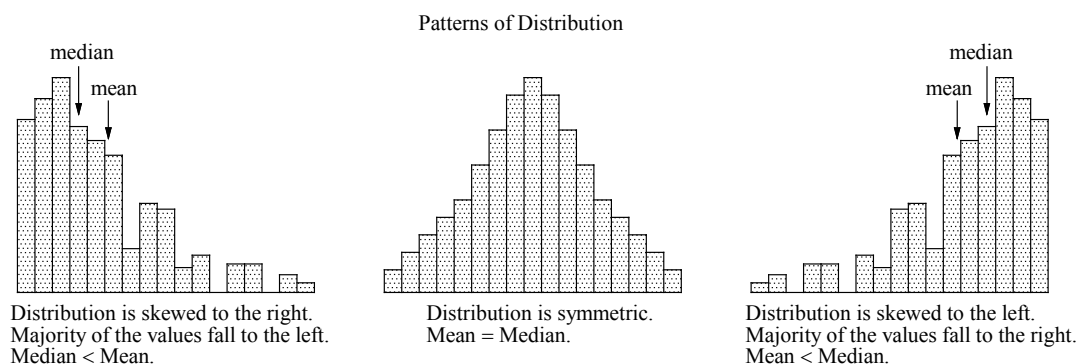 Patterns of Distribution
median
mean
Distribution is skewed to the right.
Majority of the values fall to the left.
Median < Mean.
Distribution is symmetric.
Mean = Median.
median
mean
Distribution is skewed to the left.
Majority of the values fall to the right.
Mean < Median.